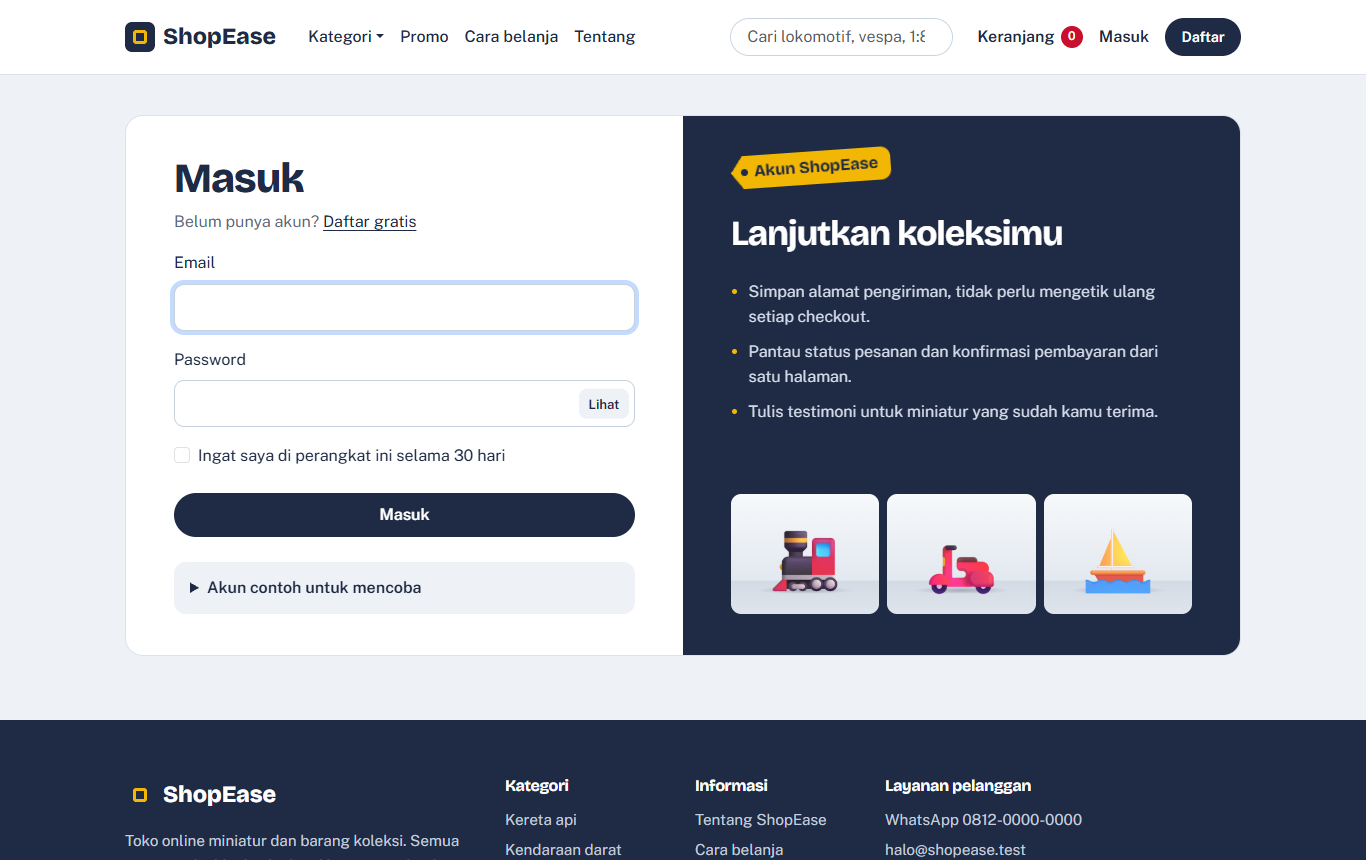 ShopEase
Kategori
Promo
Cara belanja
Tentang
Cari lokomotif, vespa, 1:8
Keranjang 0
Masuk
Daftar
Masuk
Belum punya akun? Daftar gratis
Email
Password
Lihat
Ingat saya di perangkat ini selama 30 hari
Masuk
Akun contoh untuk mencoba
Akun ShopEase
Lanjutkan koleksimu
Simpan alamat pengiriman, tidak perlu mengetik ulang
setiap checkout.
Pantau status pesanan dan konfirmasi pembayaran dari
satu halaman.
Tulis testimoni untuk miniatur yang sudah kamu terima.
ShopEase
Toko online miniatur dan barang koleksi. Semua
Kategori
Kereta api
Kendaraan darat
Informasi
Tentang ShopEase
Cara belanja
Layanan pelanggan
WhatsApp 0812-0000-0000
halo@shopease.test